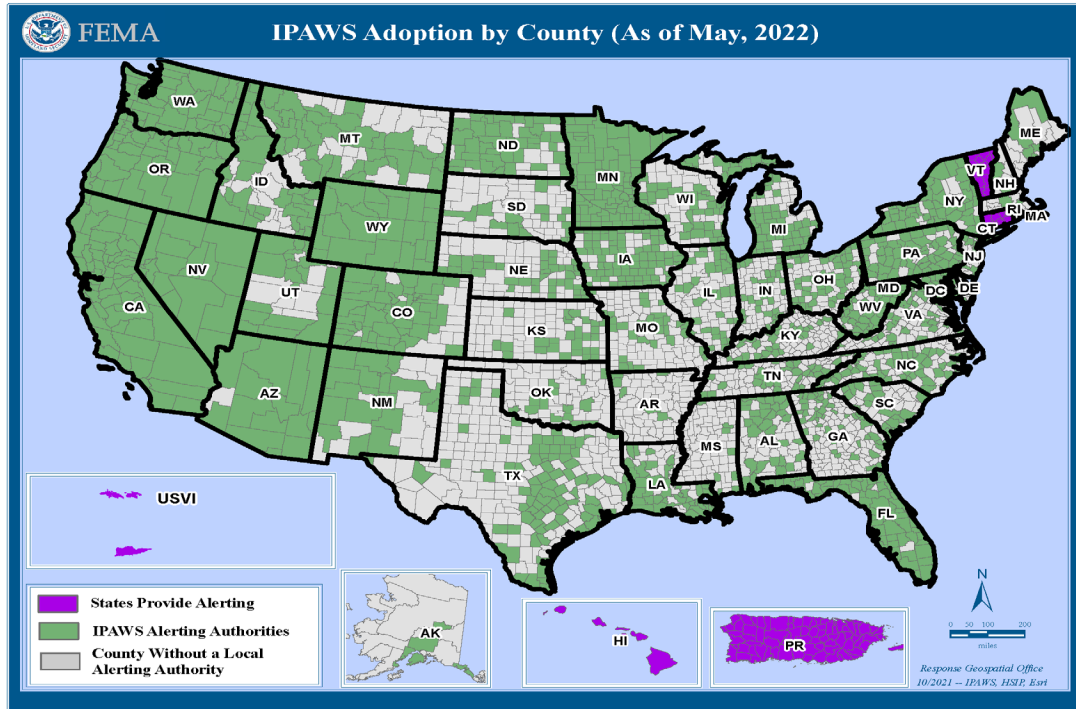 FEMA
IPAWS Adoption by County (As of May, 2022)
WA
MT
ND
MN
ME
OR
ID
SD
WI
MI
VT
NH
NY
MA
RI
CT
WY
NV
UT
CA
CO
NE
IA
IL
IN
OH
PA
NJ
MD
DC
DE
WV
VA
KS
MO
KY
NC
TN
AZ
NM
OK
AR
SC
MS
AL
GA
TX
LA
FL
USVI
AK
HI
PR
States Provide Alerting
IPAWS Alerting Authorities
County Without a Local
Alerting Authority
N
0 50 100 200
miles
Response Geospatial Office
10/2021 -- IPAWS, HSIP, Esri